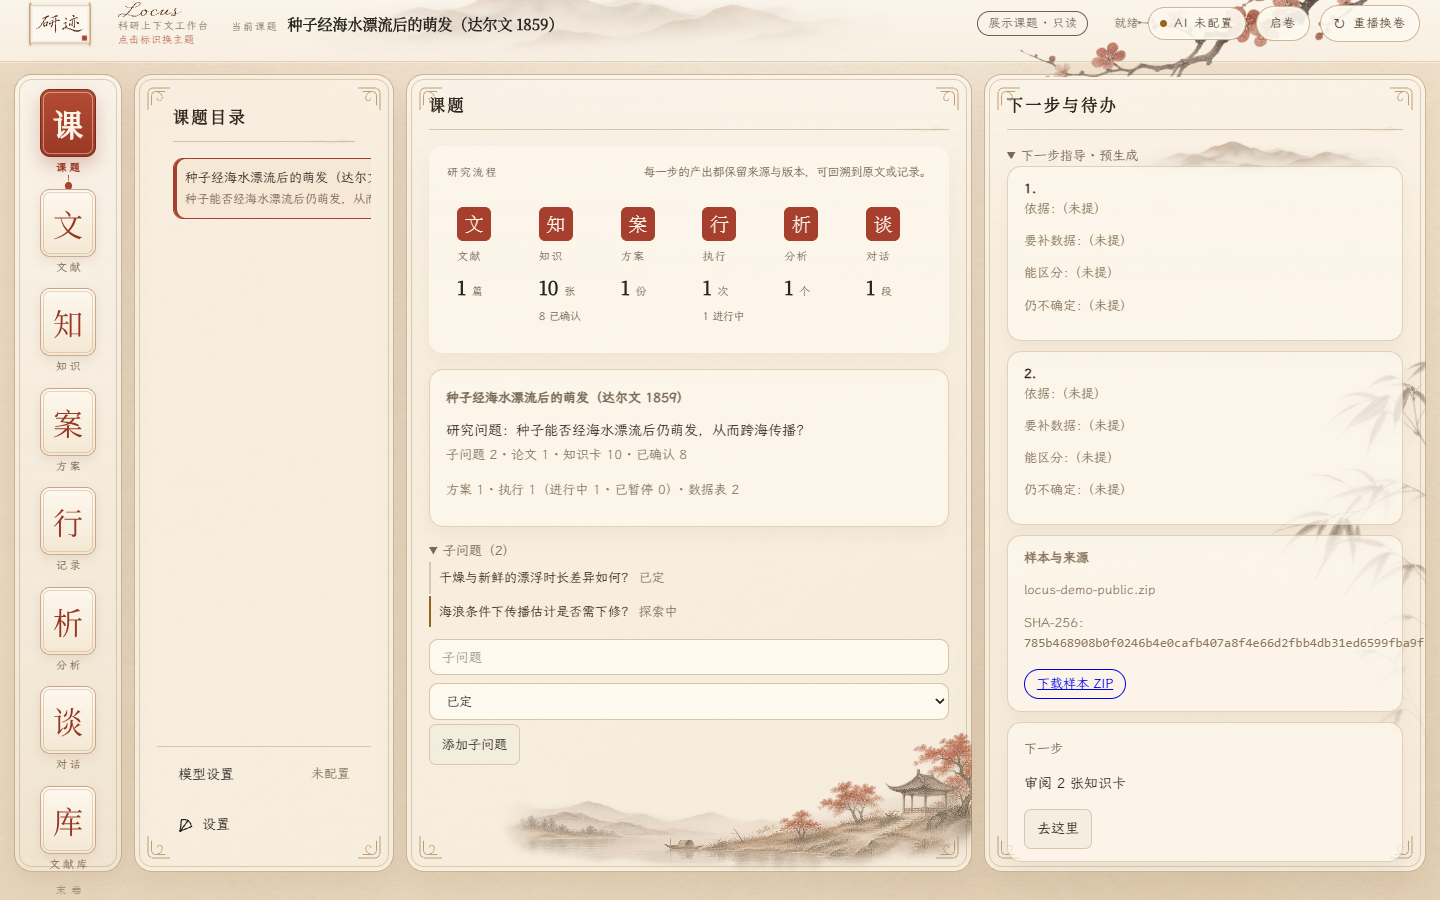 研迹
Locus
科研上下文工作台
点击标识换主题
当前课题 种子经海水漂流后的萌发（达尔文 1859）
展示课题·只读
就绪
AI 未配置
启卷
↻ 重播换卷
课
课题
文
文献
知
知识
案
方案
行
记录
析
分析
谈
对话
库
文献库
末卷
课题目录
种子经海水漂流后的萌发（达尔文
种子能否经海水漂流后仍萌发，从而
模型设置 未配置
设置
课题
研究流程 每一步的产出都保留来源与版本，可回溯到原文或记录。
文 知 案 行 析 谈
文献 知识 方案 执行 分析 对话
1 篇 10 张 1 份 1 次 1 个 1 段
8 已确认 1 进行中
种子经海水漂流后的萌发（达尔文 1859）
研究问题：种子能否经海水漂流后仍萌发，从而跨海传播？
子问题 2·论文 1·知识卡 10·已确认 8
方案 1·执行 1（进行中 1·已暂停 0）·数据表 2
▼ 子问题（2）
干燥与新鲜的漂浮时长差异如何？ 已定
海浪条件下传播估计是否需下修？ 探索中
子问题
已定
添加子问题
下一步与待办
▼ 下一步指导·预生成
1.
依据：（未提）
要补数据：（未提）
能区分：（未提）
仍不确定：（未提）
2.
依据：（未提）
要补数据：（未提）
能区分：（未提）
仍不确定：（未提）
样本与来源
locus-demo-public.zip
SHA-256:
785b468908b0f0246b4e0cafb407a8f4e66d2fbb4db31ed6599fba9f
下载样本 ZIP
下一步
审阅 2 张知识卡
去这里